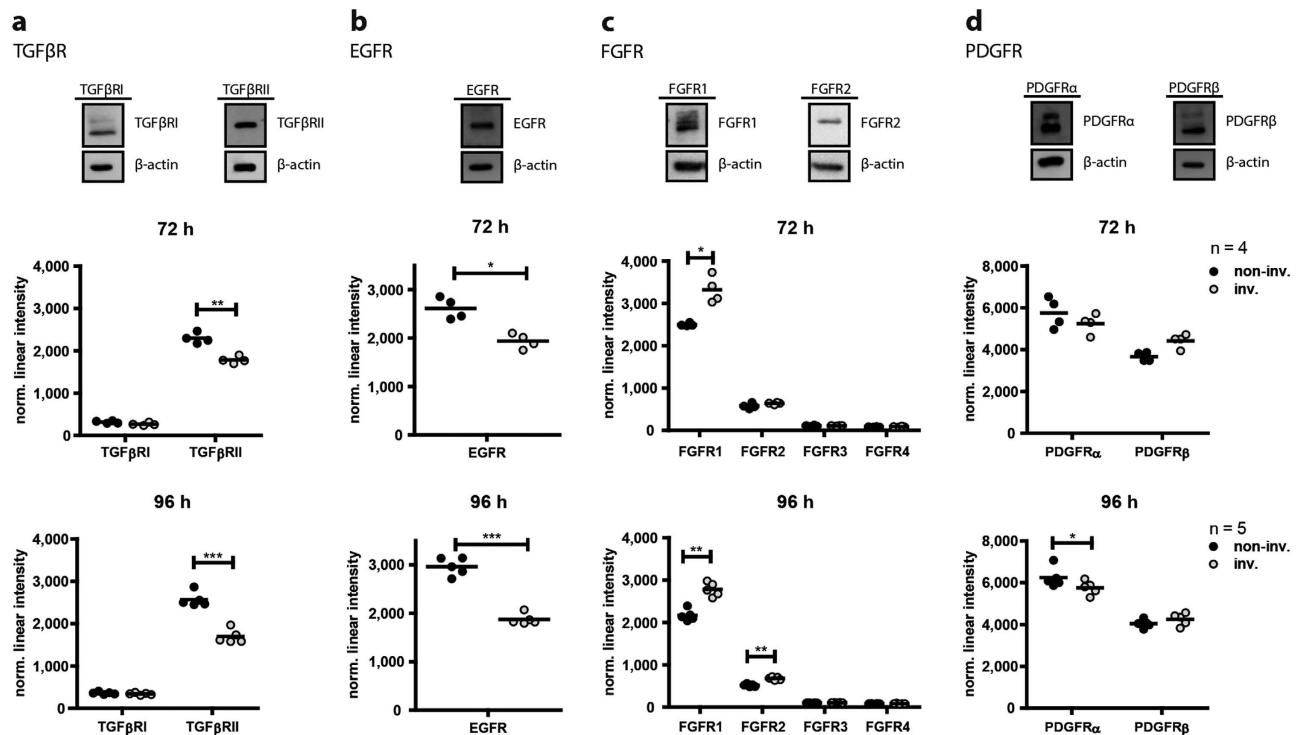 a
TGFβR
TGFβRI
TGFβRII
TGFβRI
TGFβRII
β-actin
β-actin
72 h
norm. linear intensity
4,000
3,000
2,000
1,000
0
**
TGFβRI
TGFβRII
96 h
norm. linear intensity
4,000
3,000
2,000
1,000
0
***
TGFβRI
TGFβRII
b
EGFR
EGFR
EGFR
β-actin
72 h
norm. linear intensity
3,000
2,000
1,000
0
*
EGFR
96 h
norm. linear intensity
3,000
2,000
1,000
0
***
EGFR
c
FGFR
FGFR1
FGFR2
FGFR1
FGFR2
β-actin
β-actin
72 h
norm. linear intensity
4,000
3,000
2,000
1,000
0
*
FGFR1
FGFR2
FGFR3
FGFR4
96 h
norm. linear intensity
4,000
3,000
2,000
1,000
0
**
**
FGFR1
FGFR2
FGFR3
FGFR4
d
PDGFR
PDGFRα
PDGFRβ
PDGFRα
PDGFRβ
β-actin
β-actin
72 h
norm. linear intensity
8,000
6,000
4,000
2,000
0
PDGFRα
PDGFRβ
n = 4
non-inv.
inv.
96 h
norm. linear intensity
8,000
6,000
4,000
2,000
0
*
PDGFRα
PDGFRβ
n = 5
non-inv.
inv.